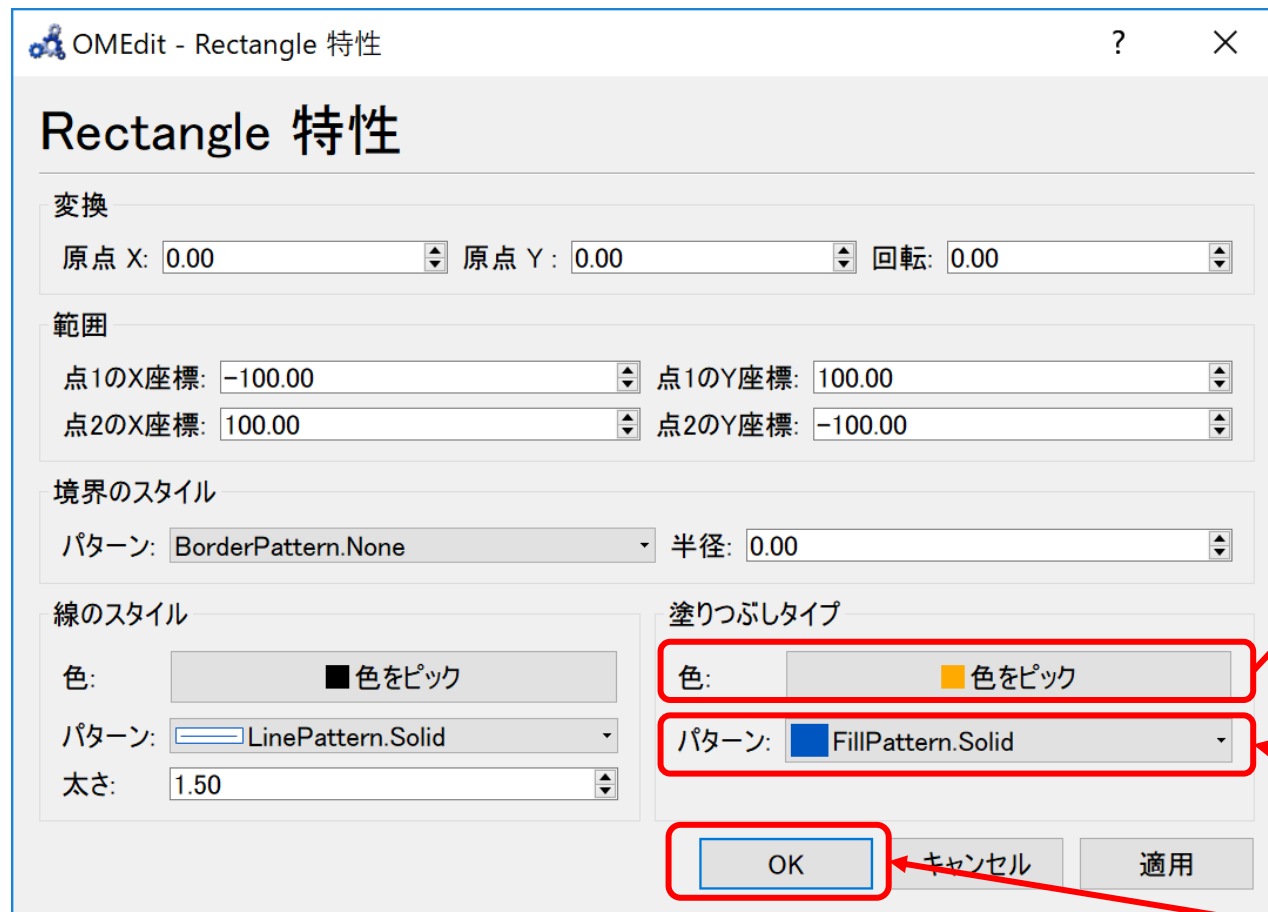 OMEdit - Rectangle 特性 ?
Rectangle 特性
変換
原点 X: 0.00 原点 Y : 0.00 回転: 0.00
範囲
点1のX座標: -100.00 点1のY座標: 100.00
点2のX座標: 100.00 点2のY座標: -100.00
境界のスタイル
パターン: BorderPattern.None 半径: 0.00
線のスタイル
色: 色をピック
パターン: LinePattern.Solid
太さ: 1.50
塗りつぶしタイプ
色: 色をピック
パターン: FillPattern.Solid
OK キャンセル 適用